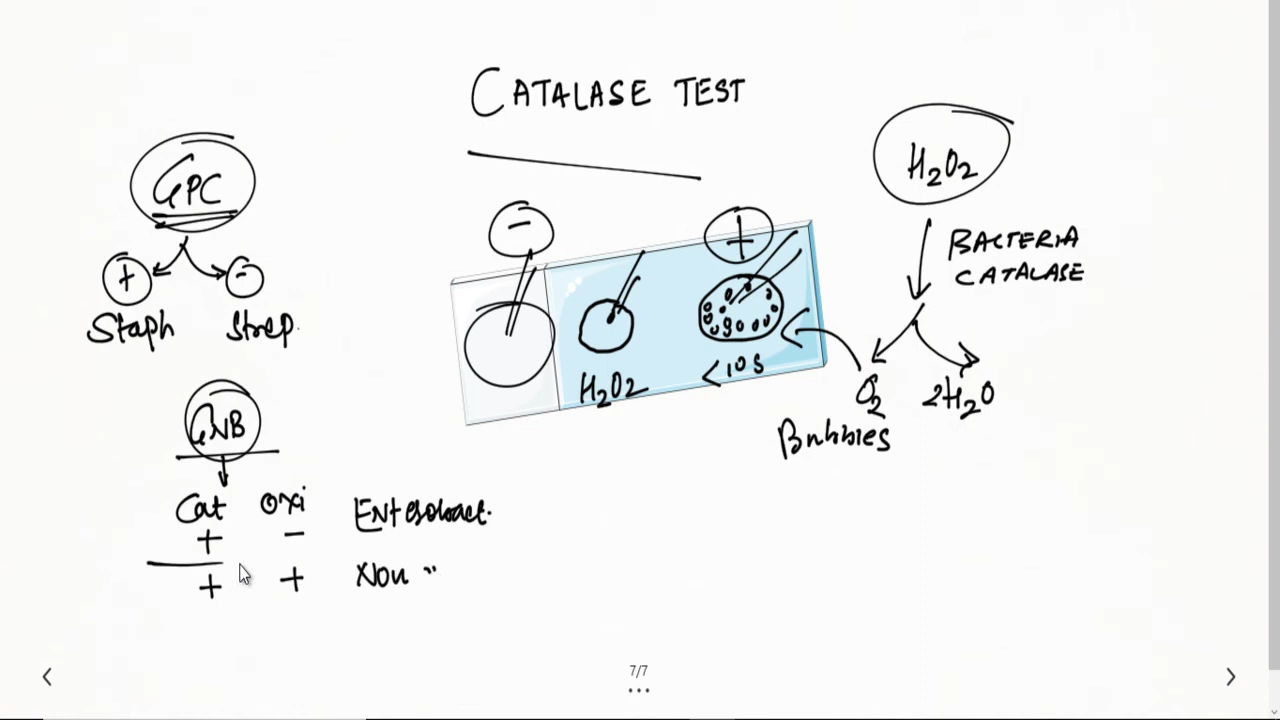 CATALASE TEST
GPC
+ -
Staph Strep.
GNB
Cat Oxi Enterobact.
+ -
+ + Non "
- +
H2O2
<10s
H2O2
BACTERIA
CATALASE
O2 2H2O
Bubbles
7/7